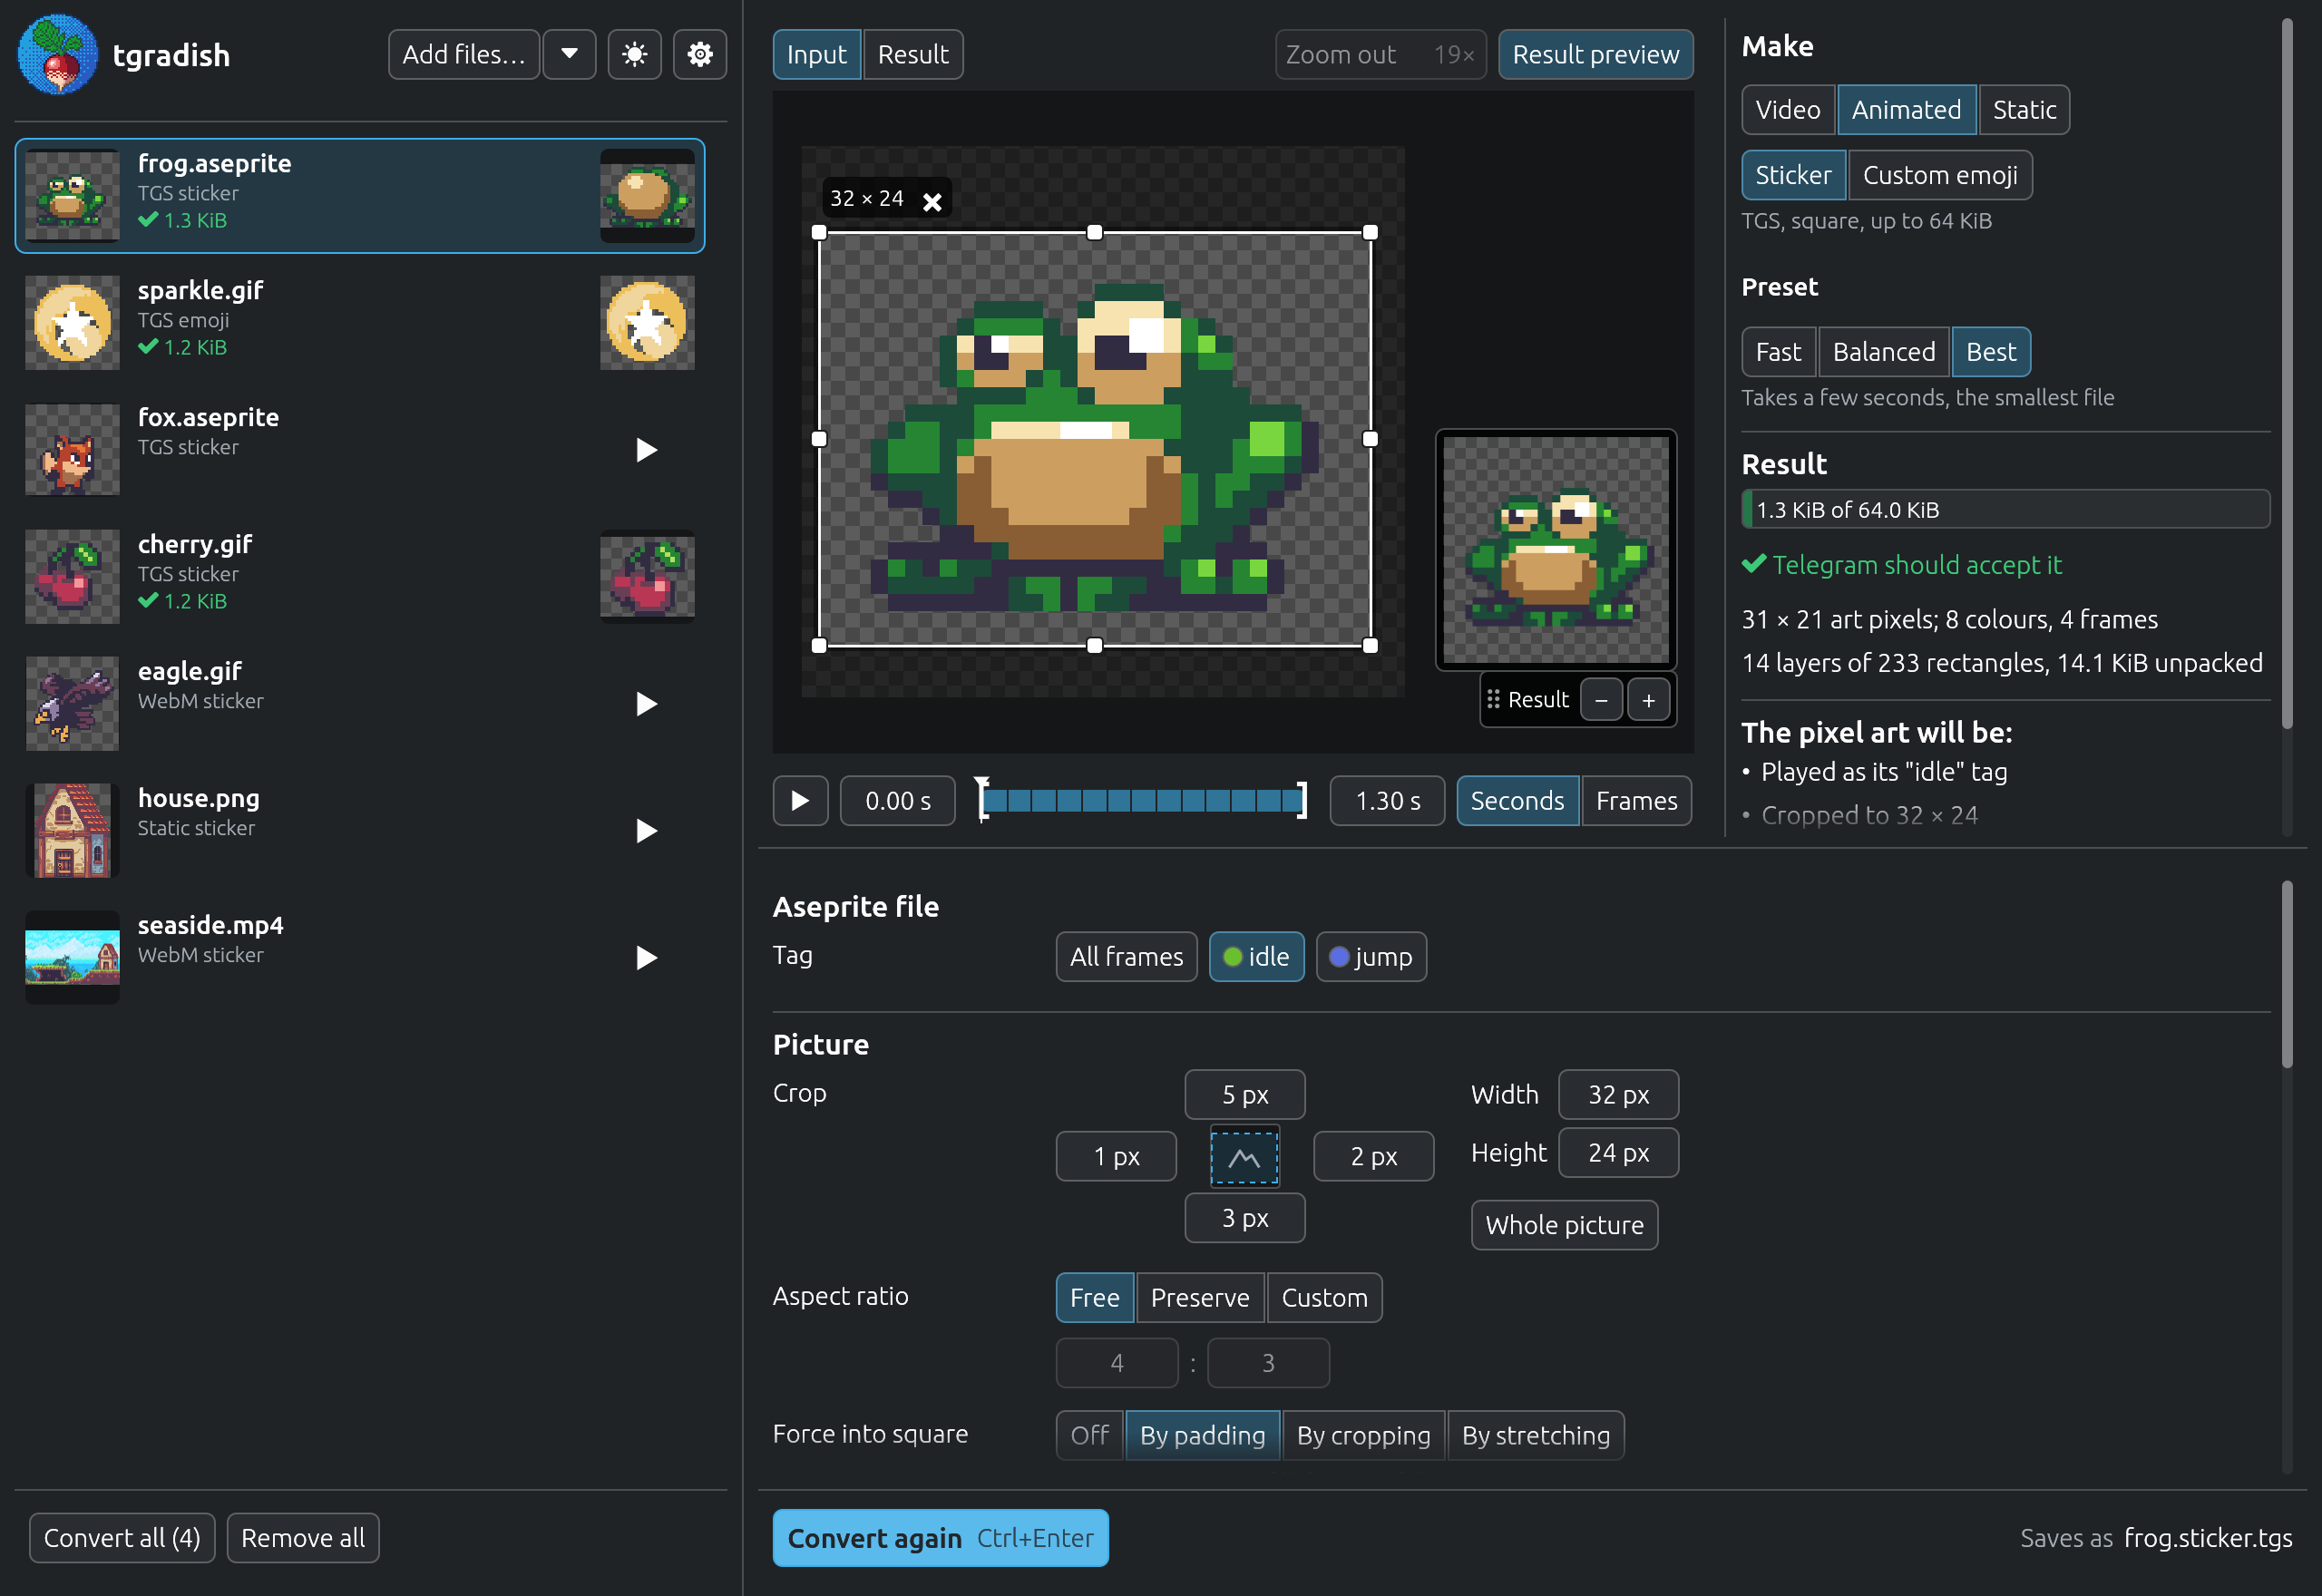 tgradish
Add files...
frog.aseprite
TGS sticker
1.3 KiB
sparkle.gif
TGS emoji
1.2 KiB
fox.aseprite
TGS sticker
cherry.gif
TGS sticker
1.2 KiB
eagle.gif
WebM sticker
house.png
Static sticker
seaside.mp4
WebM sticker
Convert all (4) Remove all
Input Result
Zoom out 19× Result preview
32 × 24
Result − +
0.00 s 1.30 s Seconds Frames
Make
Video Animated Static
Sticker Custom emoji
TGS, square, up to 64 KiB
Preset
Fast Balanced Best
Takes a few seconds, the smallest file
Result
1.3 KiB of 64.0 KiB
Telegram should accept it
31 × 21 art pixels; 8 colours, 4 frames
14 layers of 233 rectangles, 14.1 KiB unpacked
The pixel art will be:
• Played as its "idle" tag
• Cropped to 32 × 24
Aseprite file
Tag All frames idle jump
Picture
Crop 5 px
1 px 2 px
3 px
Width 32 px
Height 24 px
Whole picture
Aspect ratio Free Preserve Custom
4 : 3
Force into square Off By padding By cropping By stretching
Convert again Ctrl+Enter
Saves as frog.sticker.tgs